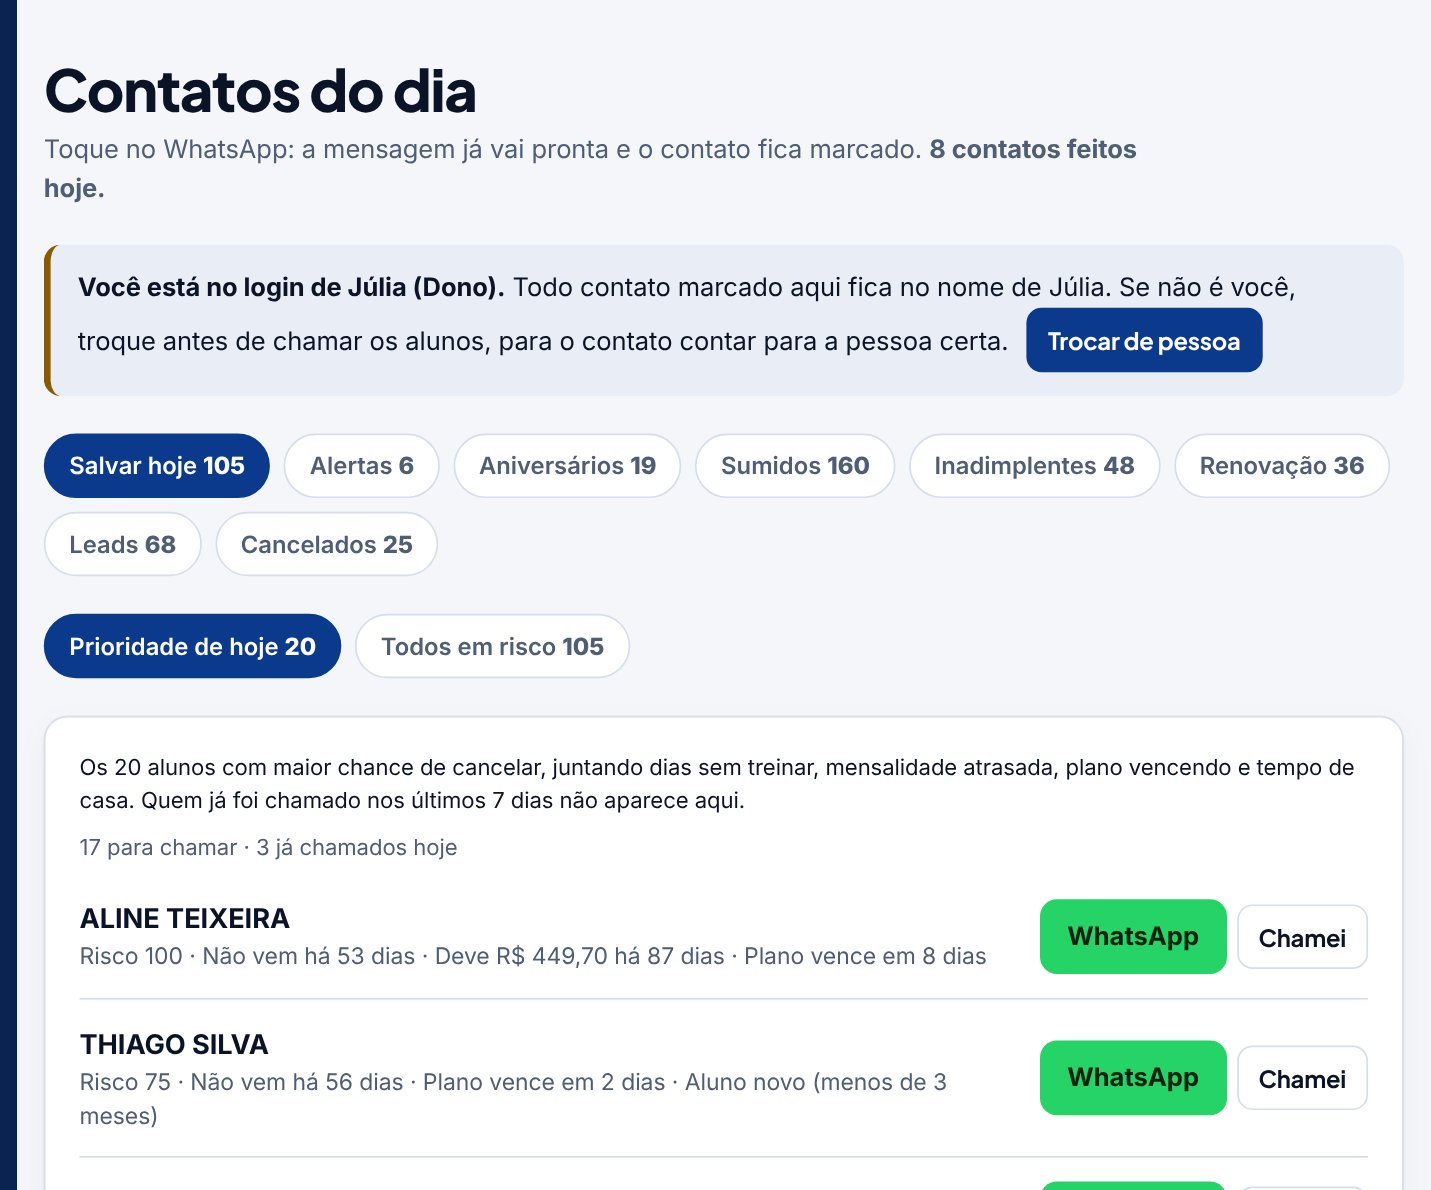 Contatos do dia
Toque no WhatsApp: a mensagem já vai pronta e o contato fica marcado. 8 contatos feitos
hoje.
Você está no login de Júlia (Dono). Todo contato marcado aqui fica no nome de Júlia. Se não é você,
troque antes de chamar os alunos, para o contato contar para a pessoa certa. Trocar de pessoa
Salvar hoje 105 Alertas 6 Aniversários 19 Sumidos 160 Inadimplentes 48 Renovação 36
Leads 68 Cancelados 25
Prioridade de hoje 20 Todos em risco 105
Os 20 alunos com maior chance de cancelar, juntando dias sem treinar, mensalidade atrasada, plano vencendo e tempo de
casa. Quem já foi chamado nos últimos 7 dias não aparece aqui.
17 para chamar · 3 já chamados hoje
ALINE TEIXEIRA
Risco 100 · Não vem há 53 dias · Deve R$ 449,70 há 87 dias · Plano vence em 8 dias
WhatsApp Chamei
THIAGO SILVA
Risco 75 · Não vem há 56 dias · Plano vence em 2 dias · Aluno novo (menos de 3
meses)
WhatsApp Chamei